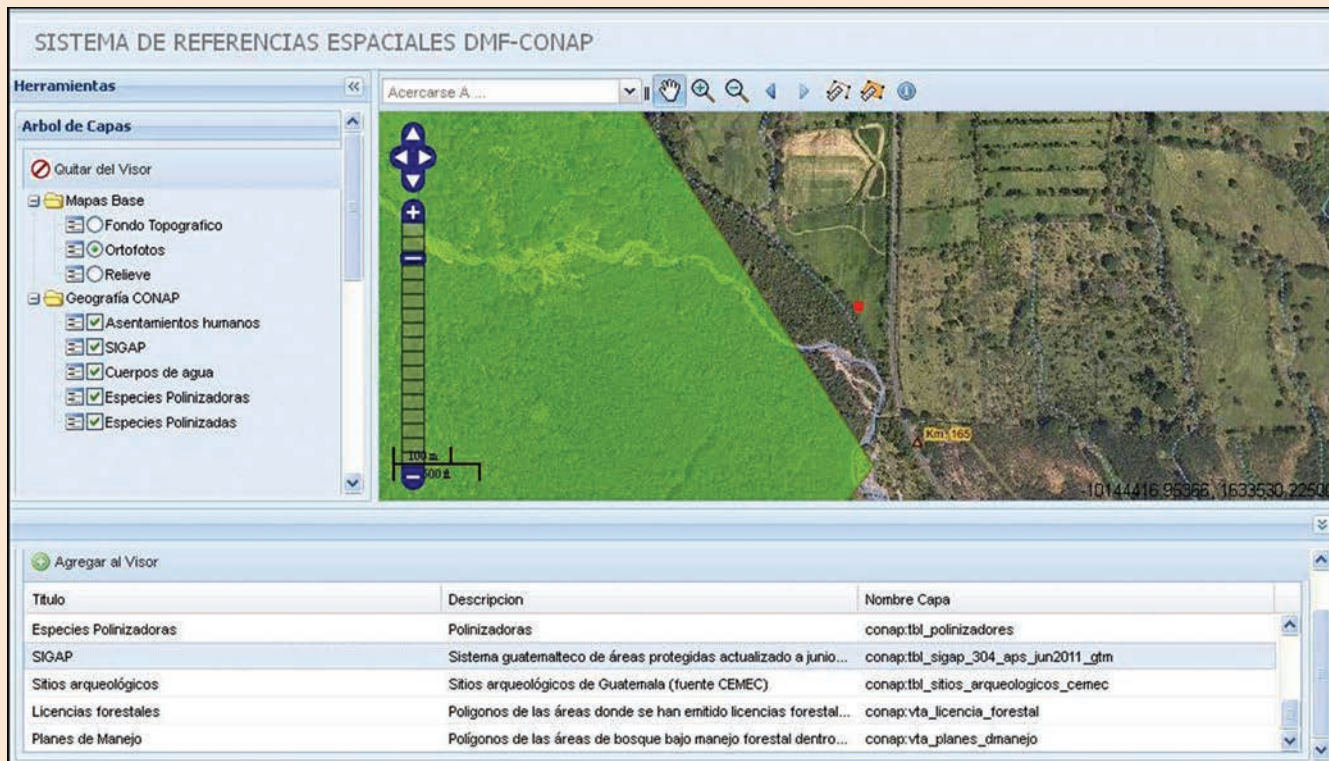 SISTEMA DE REFERENCIAS ESPACIALES DMF-CONAP
Herramientas
Acercarse A ...
Arbol de Capas
Quitar del Visor
Mapas Base
Fondo Topografico
Ortofotos
Relieve
Geografía CONAP
Asentamientos humanos
SIGAP
Cuerpos de agua
Especies Polinizadoras
Especies Polinizadas
Km. 165
100 m
500 ft
-10144416.95366, 1633530.22500
Agregar al Visor
Titulo Descripcion Nombre Capa
Especies Polinizadoras Polinizadoras conap:tbl_polinizadores
SIGAP Sistema guatemalteco de áreas protegidas actualizado a junio... conap:tbl_sigap_304_aps_jun2011_gtm
Sitios arqueológicos Sitios arqueológicos de Guatemala (fuente CEMEC) conap:tbl_sitios_arqueologicos_cemec
Licencias forestales Poligonos de las áreas donde se han emitido licencias forestal... conap:vta_licencia_forestal
Planes de Manejo Polígonos de las áreas de bosque bajo manejo forestal dentro... conap:vta_planes_dmanejo